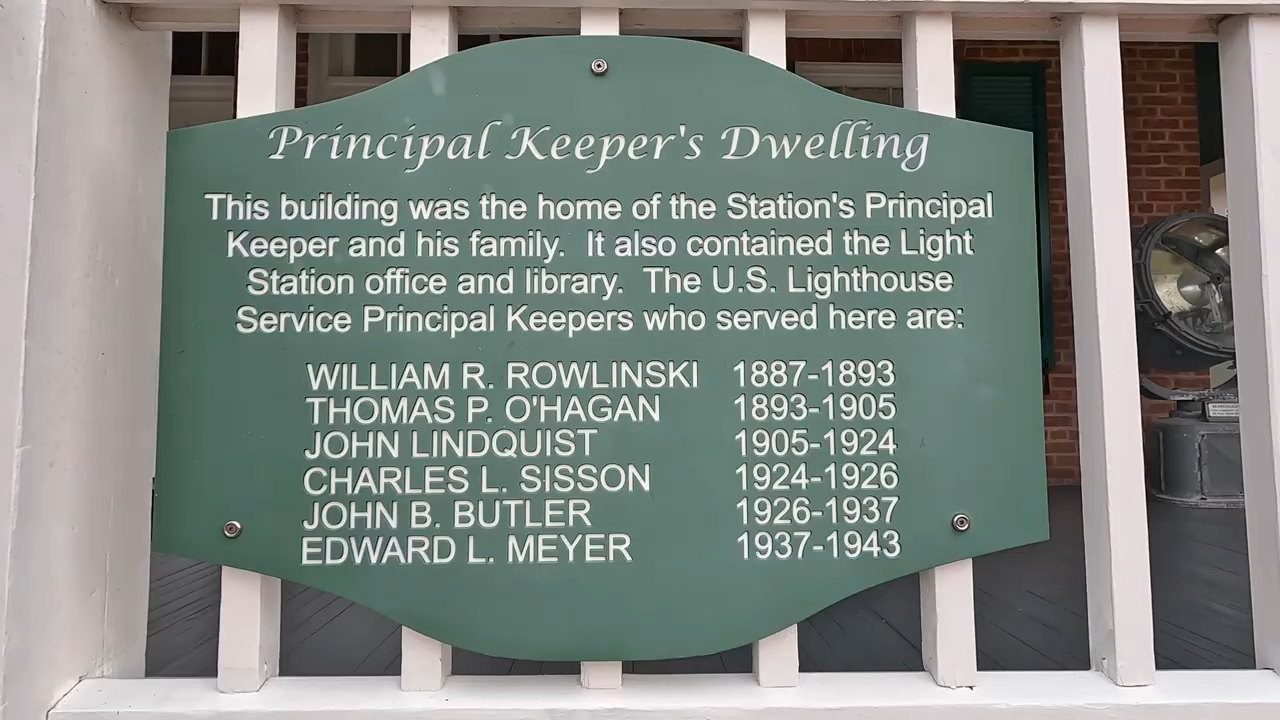 Principal Keeper's Dwelling
This building was the home of the Station's Principal
Keeper and his family. It also contained the Light
Station office and library. The U.S. Lighthouse
Service Principal Keepers who served here are:
WILLIAM R. ROWLINSKI 1887-1893
THOMAS P. O'HAGAN 1893-1905
JOHN LINDQUIST 1905-1924
CHARLES L. SISSON 1924-1926
JOHN B. BUTLER 1926-1937
EDWARD L. MEYER 1937-1943